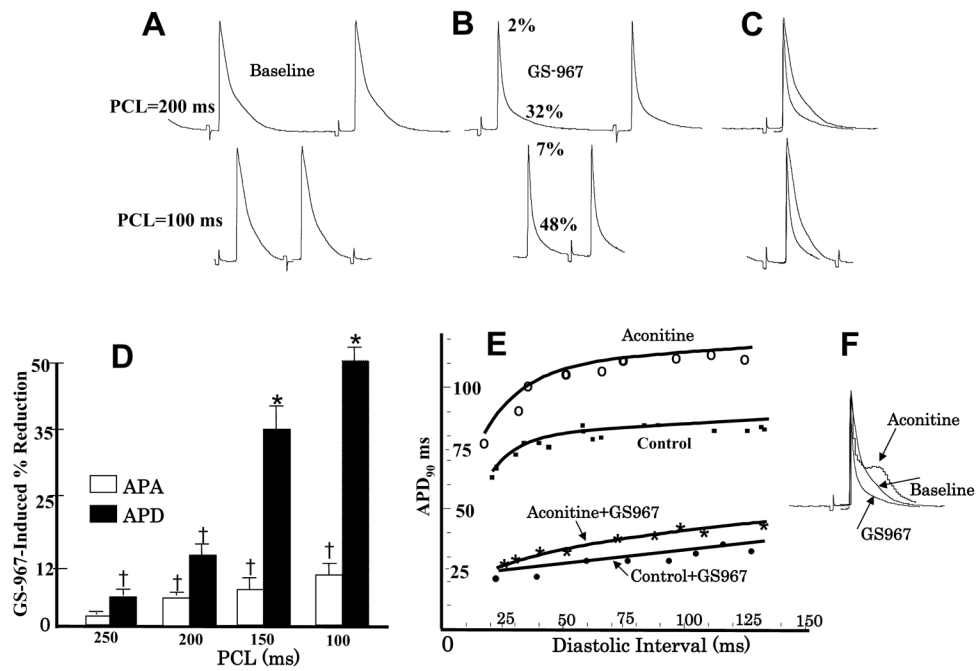 A
B
C
Baseline
2%
GS-967
PCL=200 ms
32%
7%
PCL=100 ms
48%
D
GS-967-Induced % Reduction
50
35
25
12
0
*
*
†
†
†
†
†
APA
APD
250
200
150
100
PCL (ms)
E
APD90 ms
100
75
50
25
Aconitine
Control
Aconitine+GS967
Control+GS967
0
25
50
75
100
125
150
Diastolic Interval (ms)
F
Aconitine
Baseline
GS967